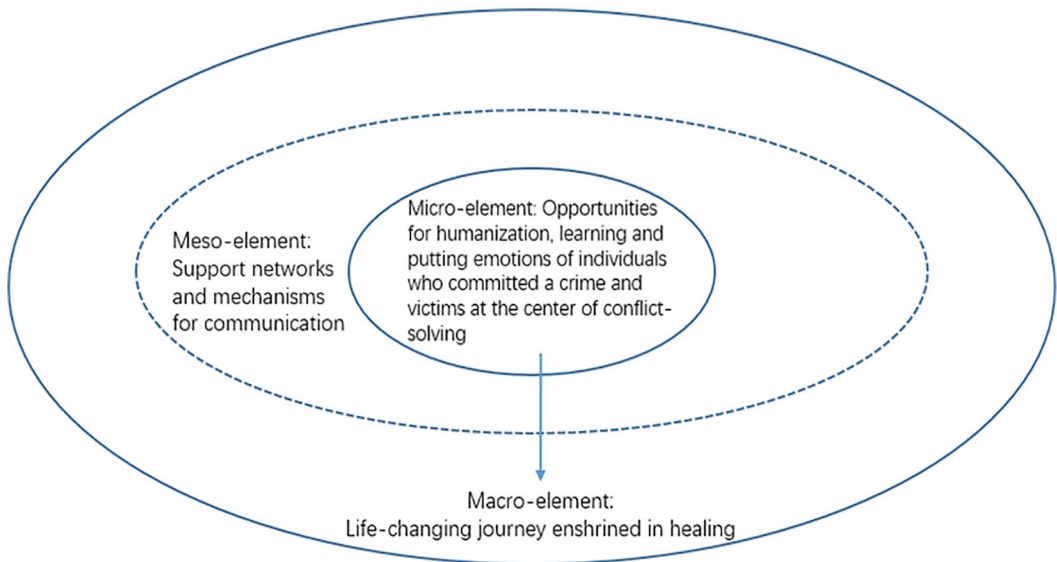 Micro-element: Opportunities
for humanization, learning and
putting emotions of individuals
who committed a crime and
victims at the center of conflict-
solving
Meso-element:
Support networks
and mechanisms
for communication
Macro-element:
Life-changing journey enshrined in healing